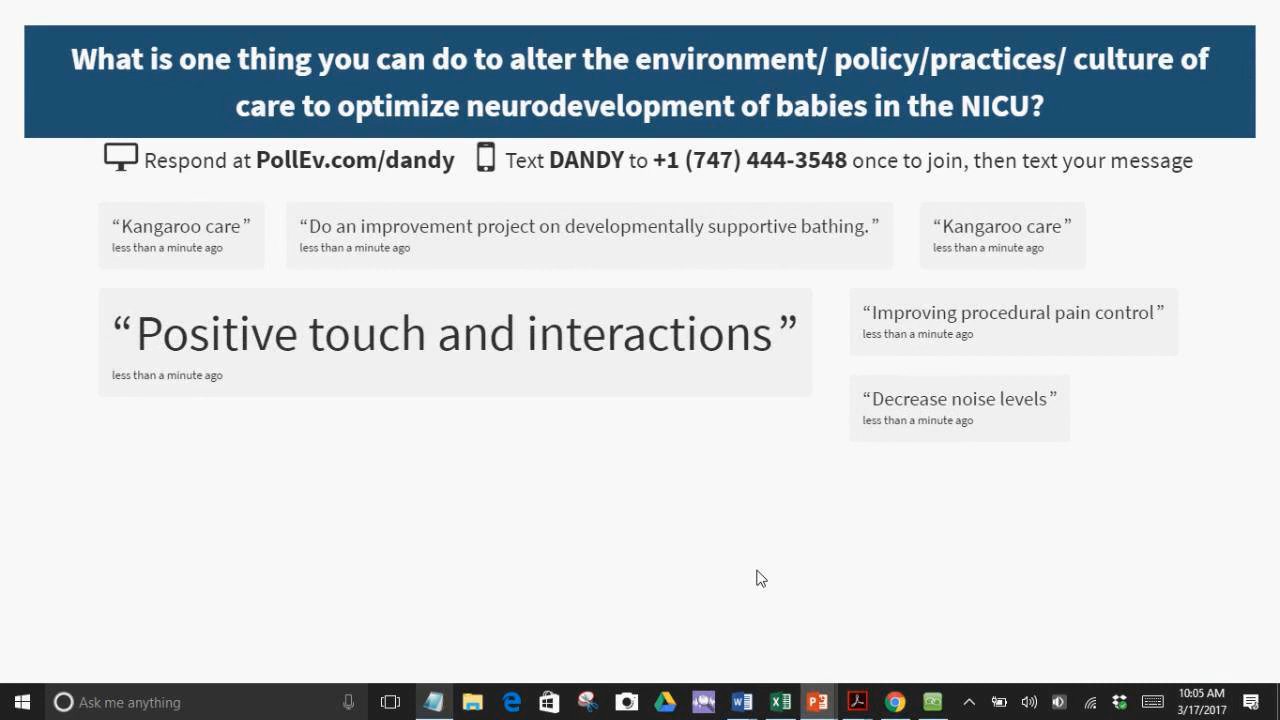 What is one thing you can do to alter the environment/ policy/practices/ culture of
care to optimize neurodevelopment of babies in the NICU?
Respond at PollEv.com/dandy Text DANDY to +1 (747) 444-3548 once to join, then text your message
“Kangaroo care”
less than a minute ago
“Do an improvement project on developmentally supportive bathing.”
less than a minute ago
“Kangaroo care”
less than a minute ago
“Positive touch and interactions”
less than a minute ago
“Improving procedural pain control”
less than a minute ago
“Decrease noise levels”
less than a minute ago
Ask me anything
10:05 AM
3/17/2017